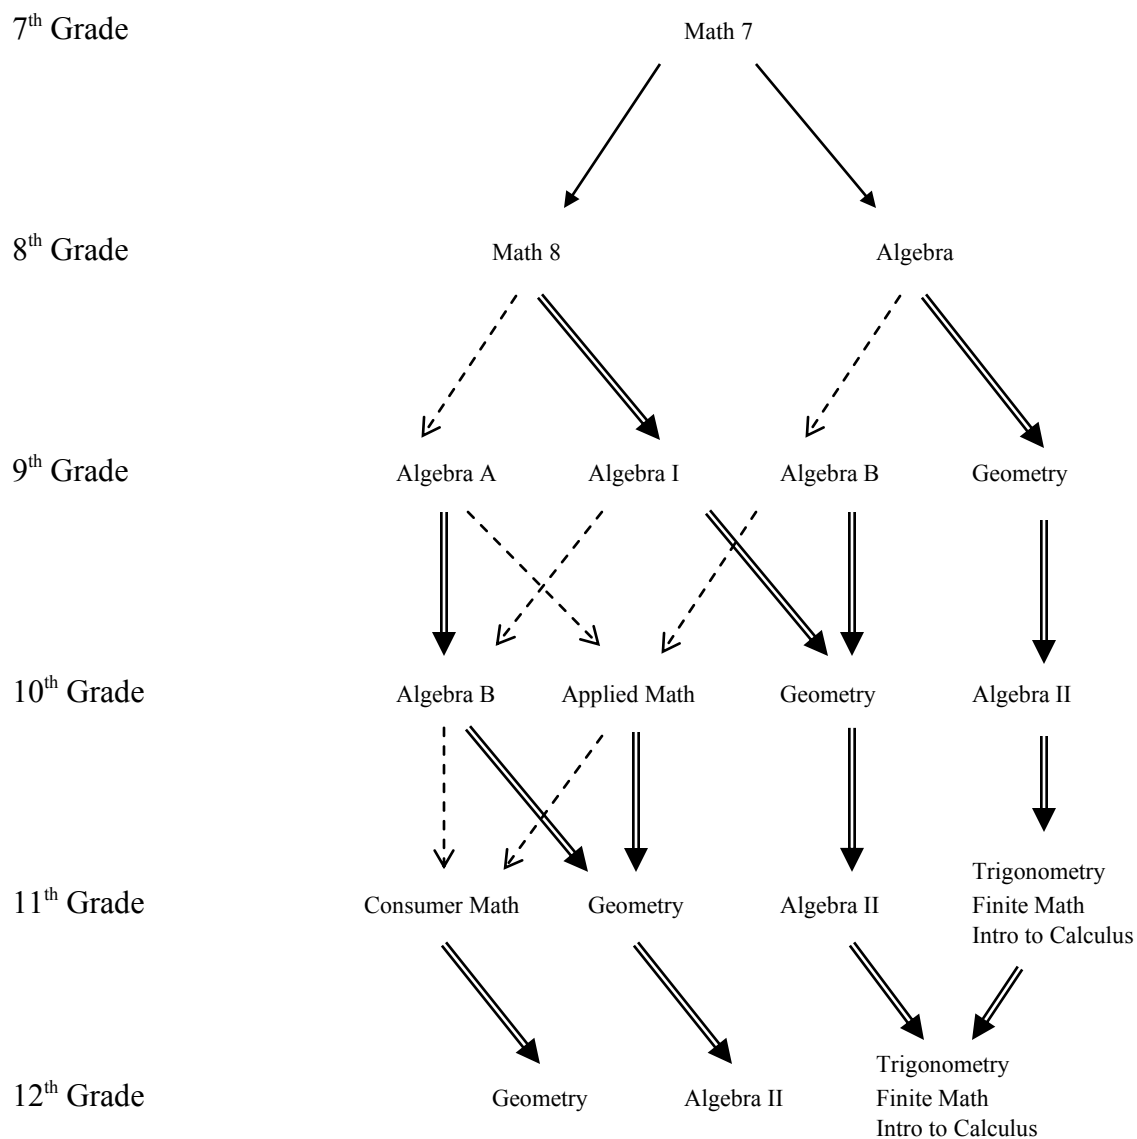 7th Grade Math 7
8th Grade Math 8 Algebra
9th Grade Algebra A Algebra I Algebra B Geometry
10th Grade Algebra B Applied Math Geometry Algebra II
Trigonometry
11th Grade Consumer Math Geometry Algebra II Finite Math
Intro to Calculus
Trigonometry
12th Grade Geometry Algebra II Finite Math
Intro to Calculus